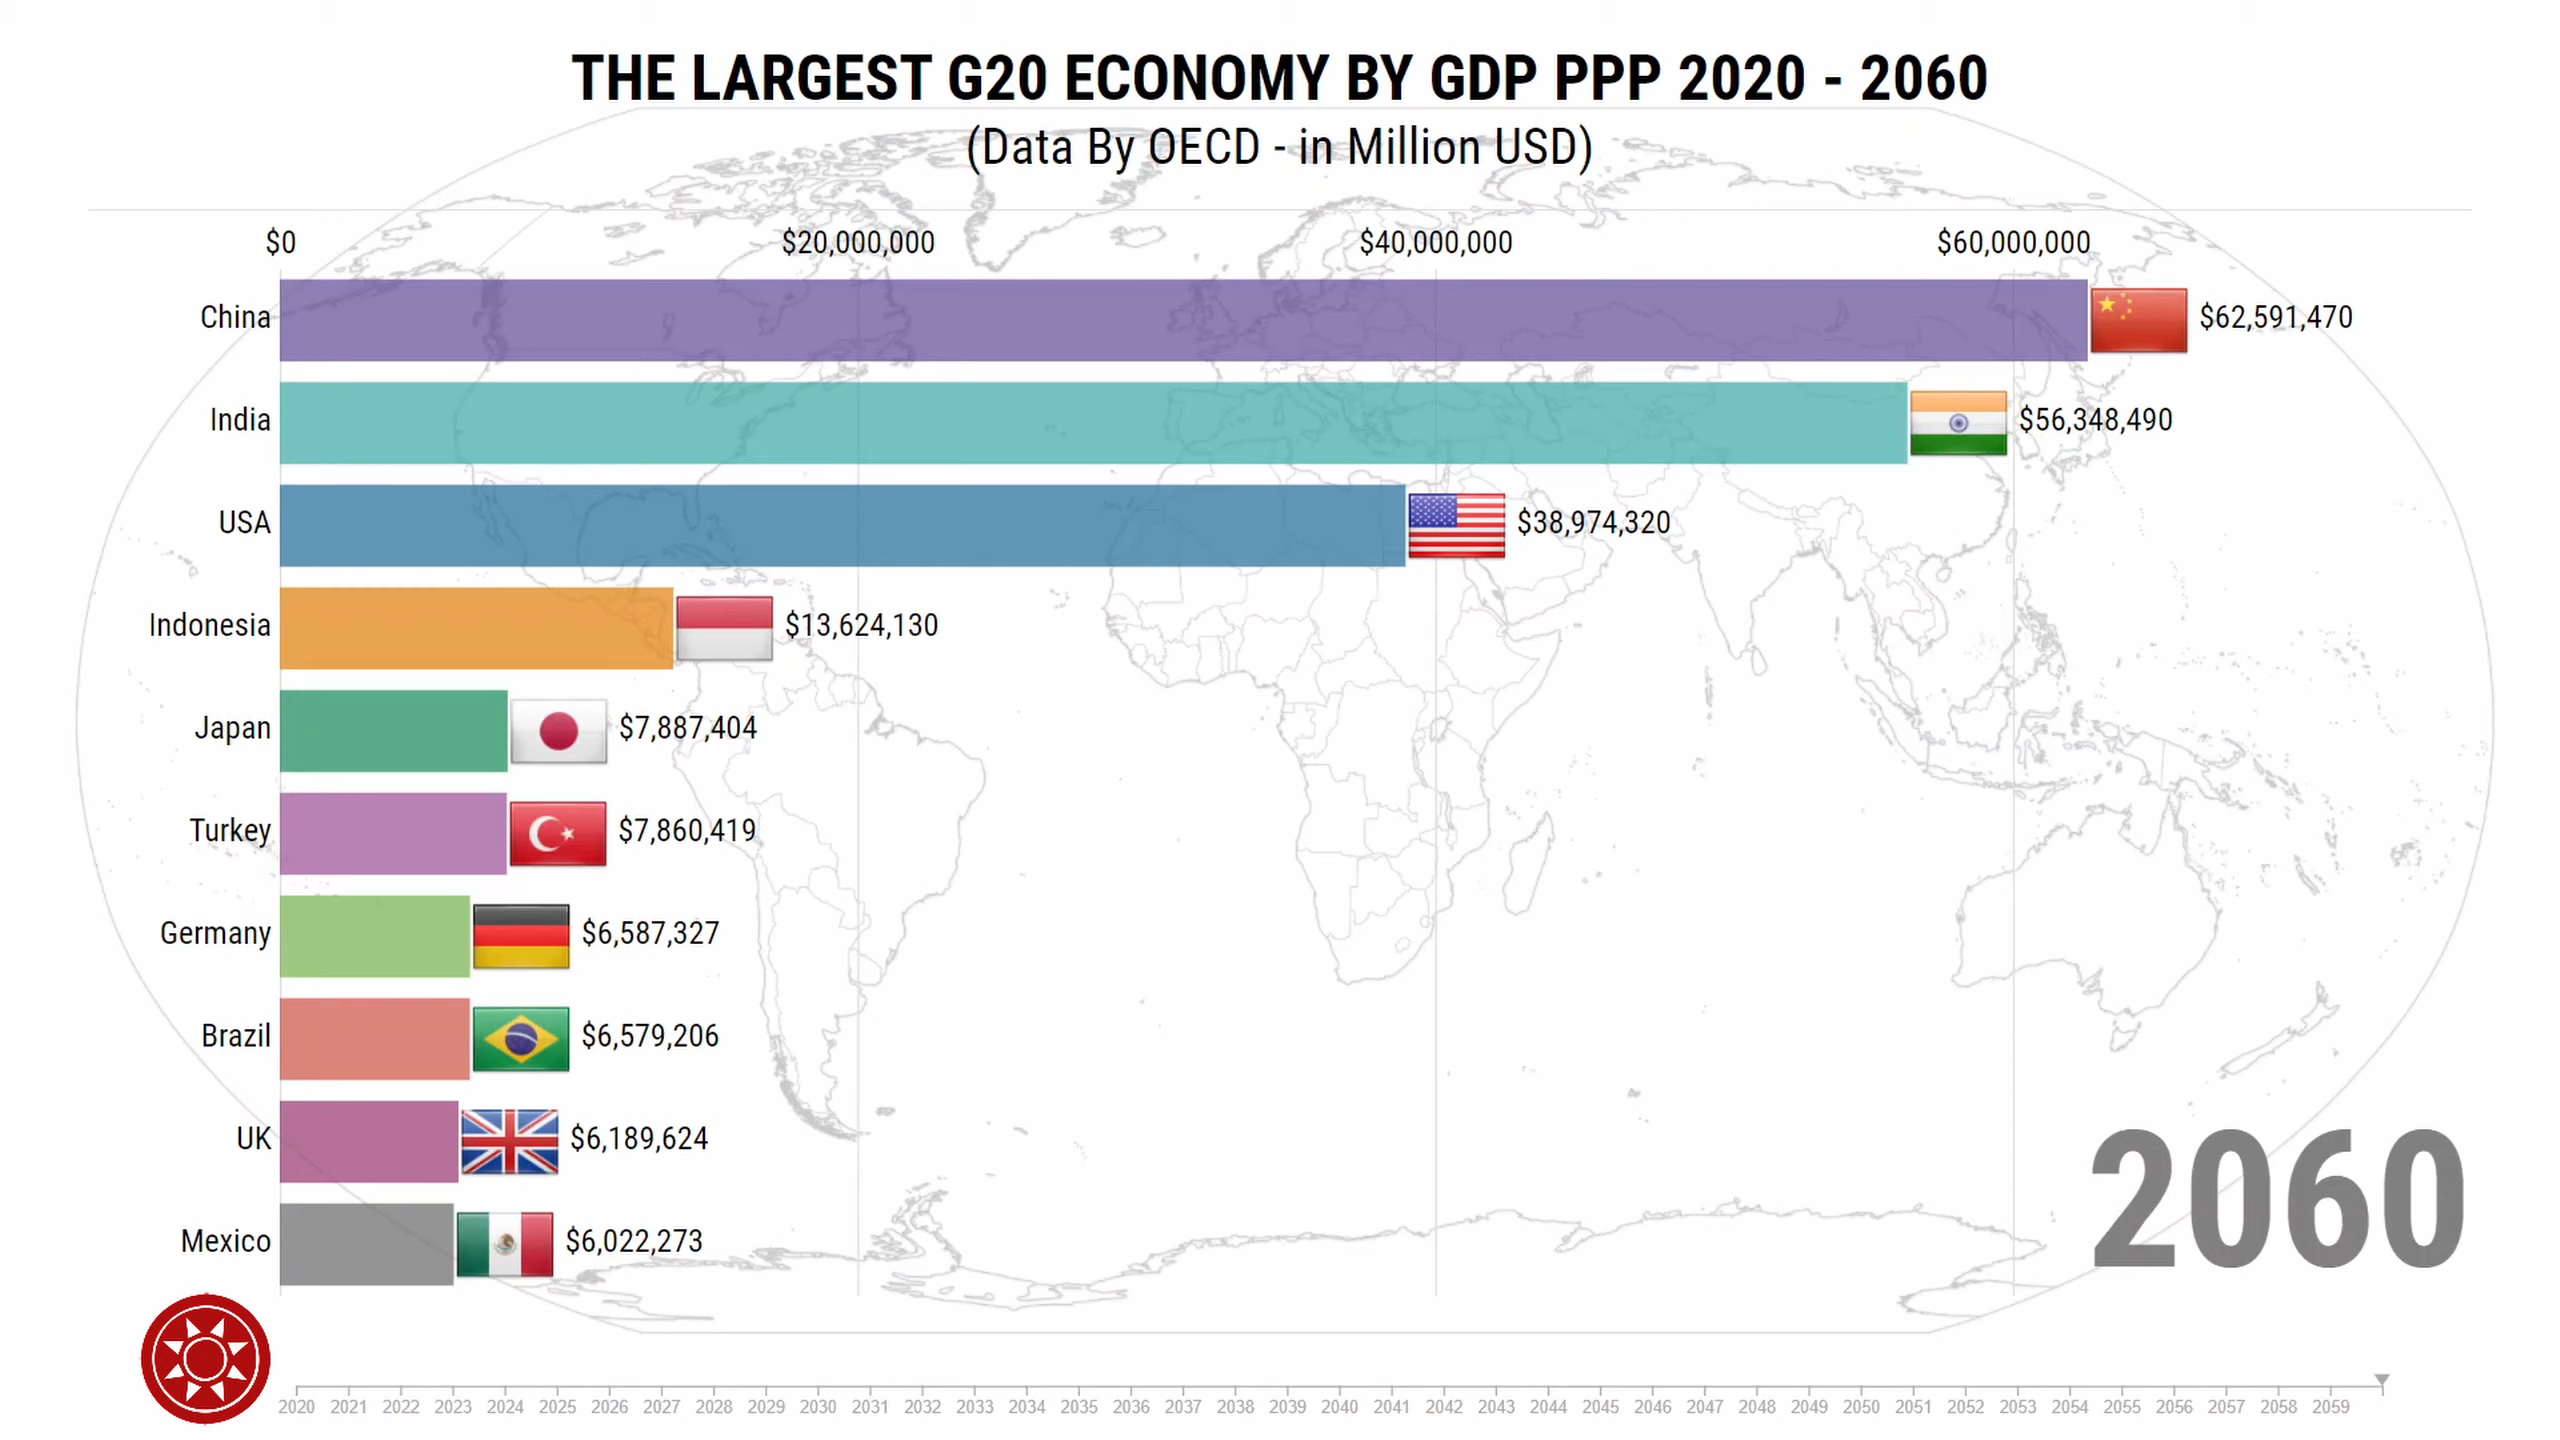 THE LARGEST G20 ECONOMY BY GDP PPP 2020 - 2060
(Data By OECD - in Million USD)
$0 $20,000,000 $40,000,000 $60,000,000
China $62,591,470
India $56,348,490
USA $38,974,320
Indonesia $13,624,130
Japan $7,887,404
Turkey $7,860,419
Germany $6,587,327
Brazil $6,579,206
UK $6,189,624
Mexico $6,022,273
2060
2020 2021 2022 2023 2024 2025 2026 2027 2028 2029 2030 2031 2032 2033 2034 2035 2036 2037 2038 2039 2040 2041 2042 2043 2044 2045 2046 2047 2048 2049 2050 2051 2052 2053 2054 2055 2056 2057 2058 2059